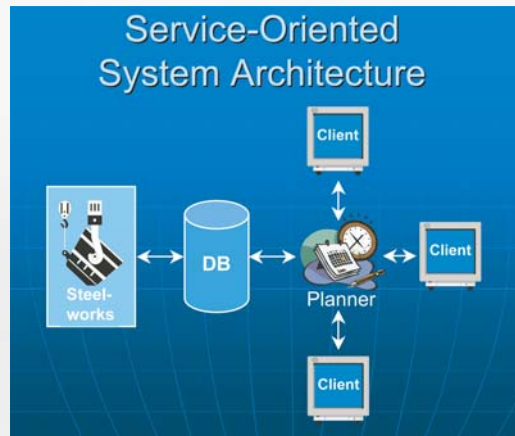 Service-Oriented
System Architecture
Client
Steel-
works
DB
Planner
Client
Client